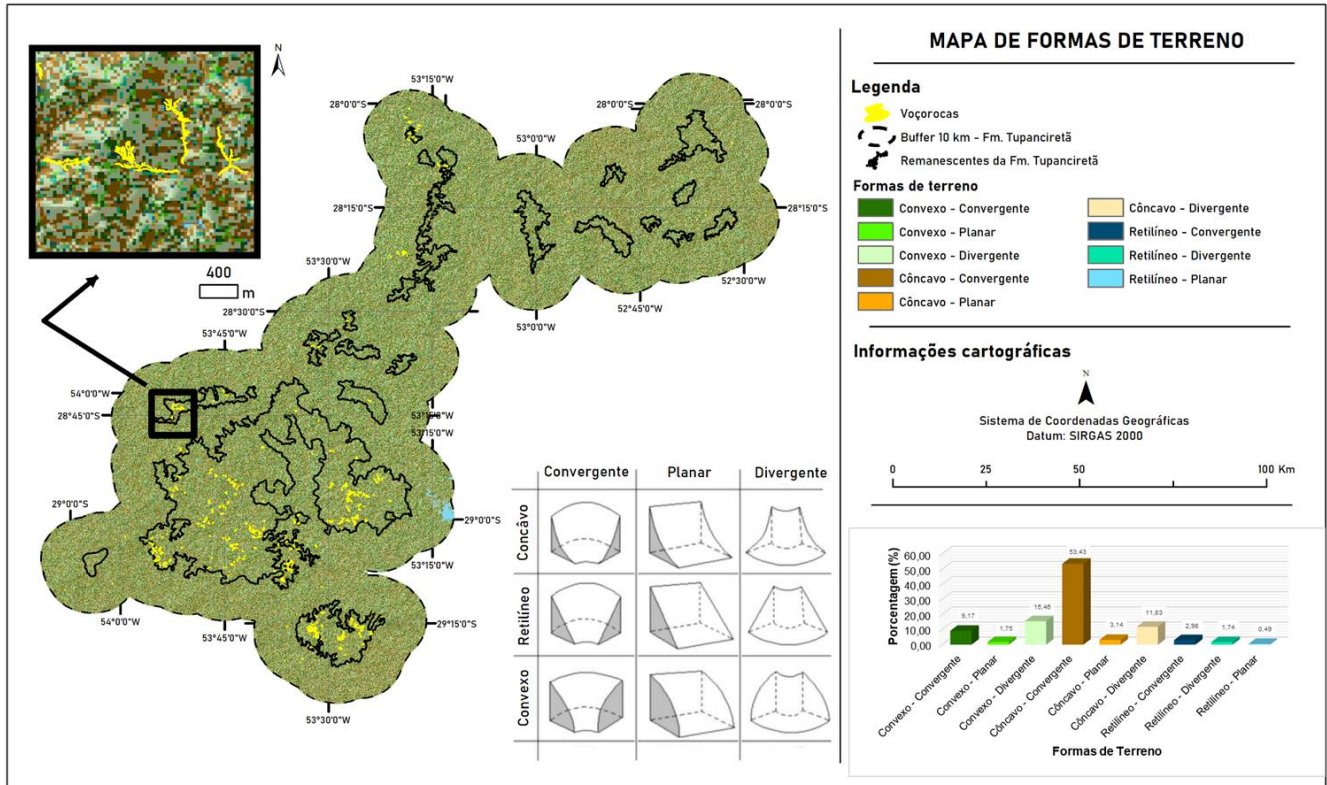 MAPA DE FORMAS DE TERRENO
Legenda
Voçorocas
Buffer 10 km - Fm. Tupanciretã
Remanescentes da Fm. Tupanciretã
Formas de terreno
Convexo - Convergente
Convexo - Planar
Convexo - Divergente
Côncavo - Convergente
Côncavo - Planar
Côncavo - Divergente
Retilíneo - Convergente
Retilíneo - Divergente
Retilíneo - Planar
Informações cartográficas
N
Sistema de Coordenadas Geográficas
Datum: SIRGAS 2000
0 25 50 100 Km
N
400
m
53°15'0"W
28°0'0"S
28°0'0"S
28°0'0"S
53°0'0"W
28°15'0"S
28°15'0"S
53°30'0"W
52°30'0"W
52°45'0"W
53°0'0"W
28°30'0"S
53°45'0"W
54°0'0"W
28°45'0"S
53°15'0"W
53°15'0"W
29°0'0"S
29°0'0"S
53°15'0"W
54°0'0"W
53°45'0"W
29°15'0"S
53°30'0"W
Convergente Planar Divergente
Concâvo
Retilíneo
Convexo
Porcentagem (%)
60,00
50,00
40,00
30,00
20,00
10,00
0,00
9,17
1,75
53,43
3,14
1,74
0,49
Convexo - Convergente
Convexo - Planar
Convexo - Divergente
Côncavo - Convergente
Côncavo - Planar
Côncavo - Divergente
Retilíneo - Convergente
Retilíneo - Divergente
Retilíneo - Planar
Formas de Terreno